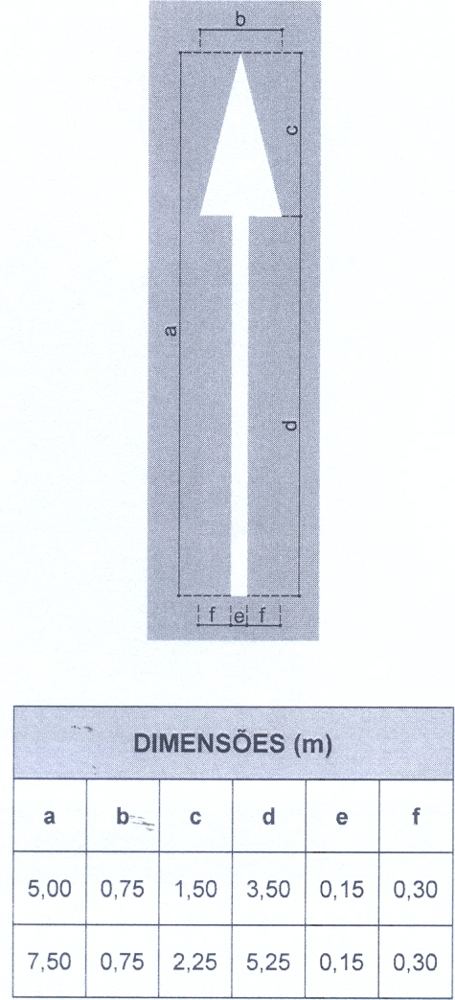 b
c
a
d
f e f
DIMENSÕES (m)
a b c d e f
5,00 0,75 1,50 3,50 0,15 0,30
7,50 0,75 2,25 5,25 0,15 0,30